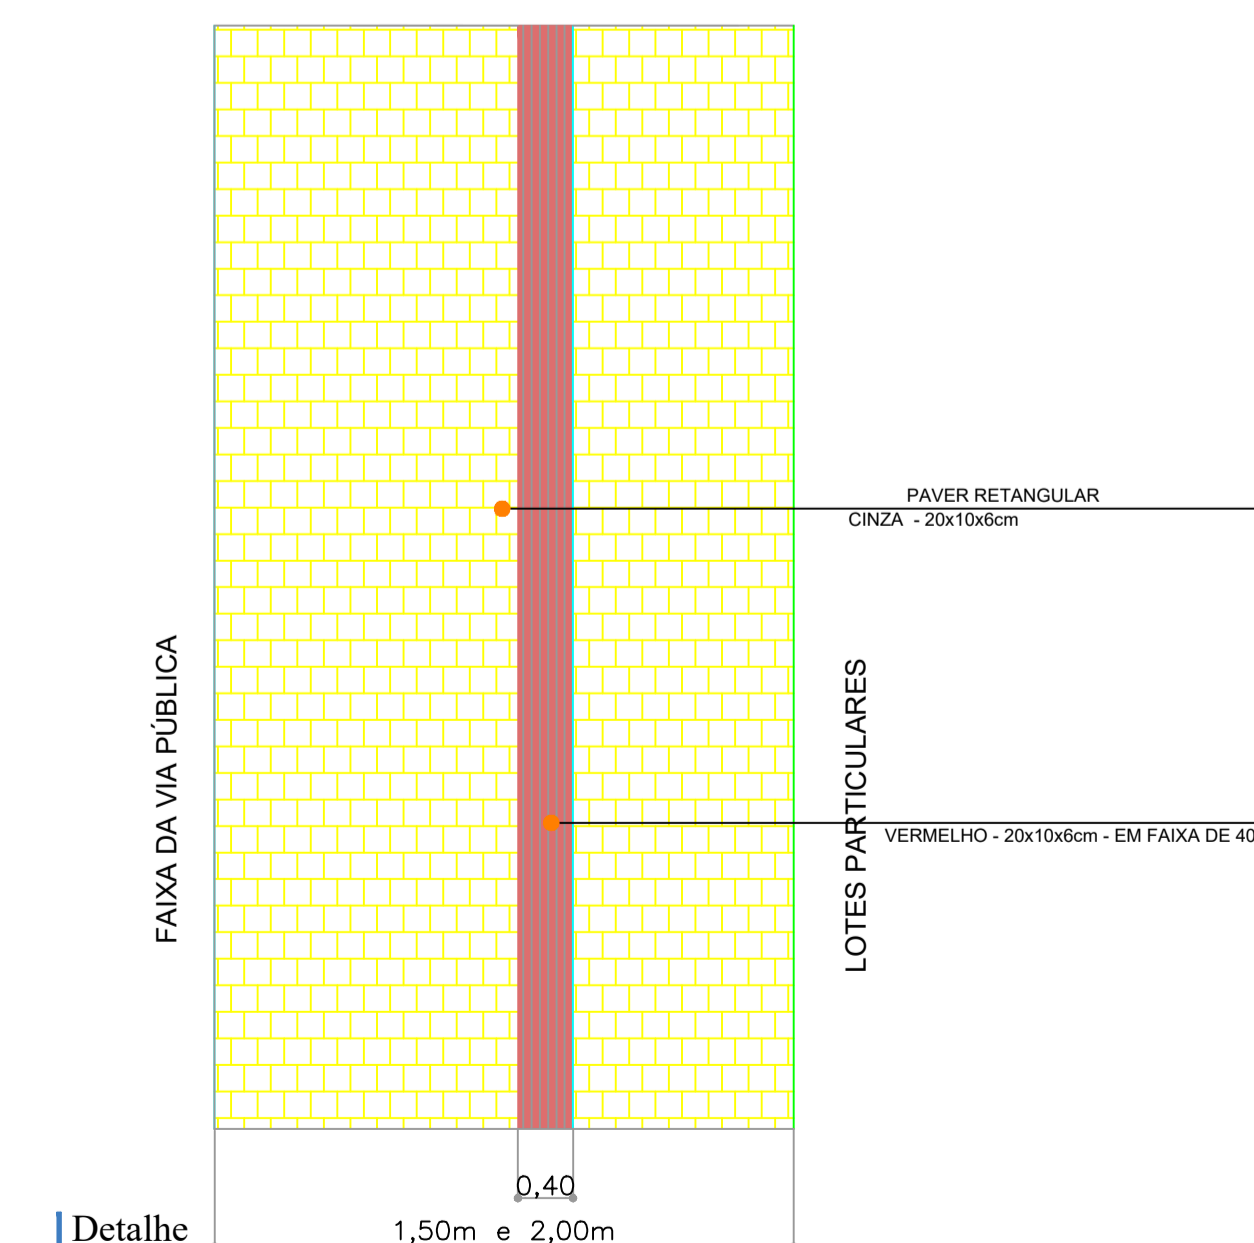 PAVER RETANGULAR
CINZA - 20x10x6cm
FAIXA DA VIA PÚBLICA
LOTES PARTICULARES
VERMELHO - 20x10x6cm - EM FAIXA DE 40
0,40
1,50m e 2,00m
Detalhe